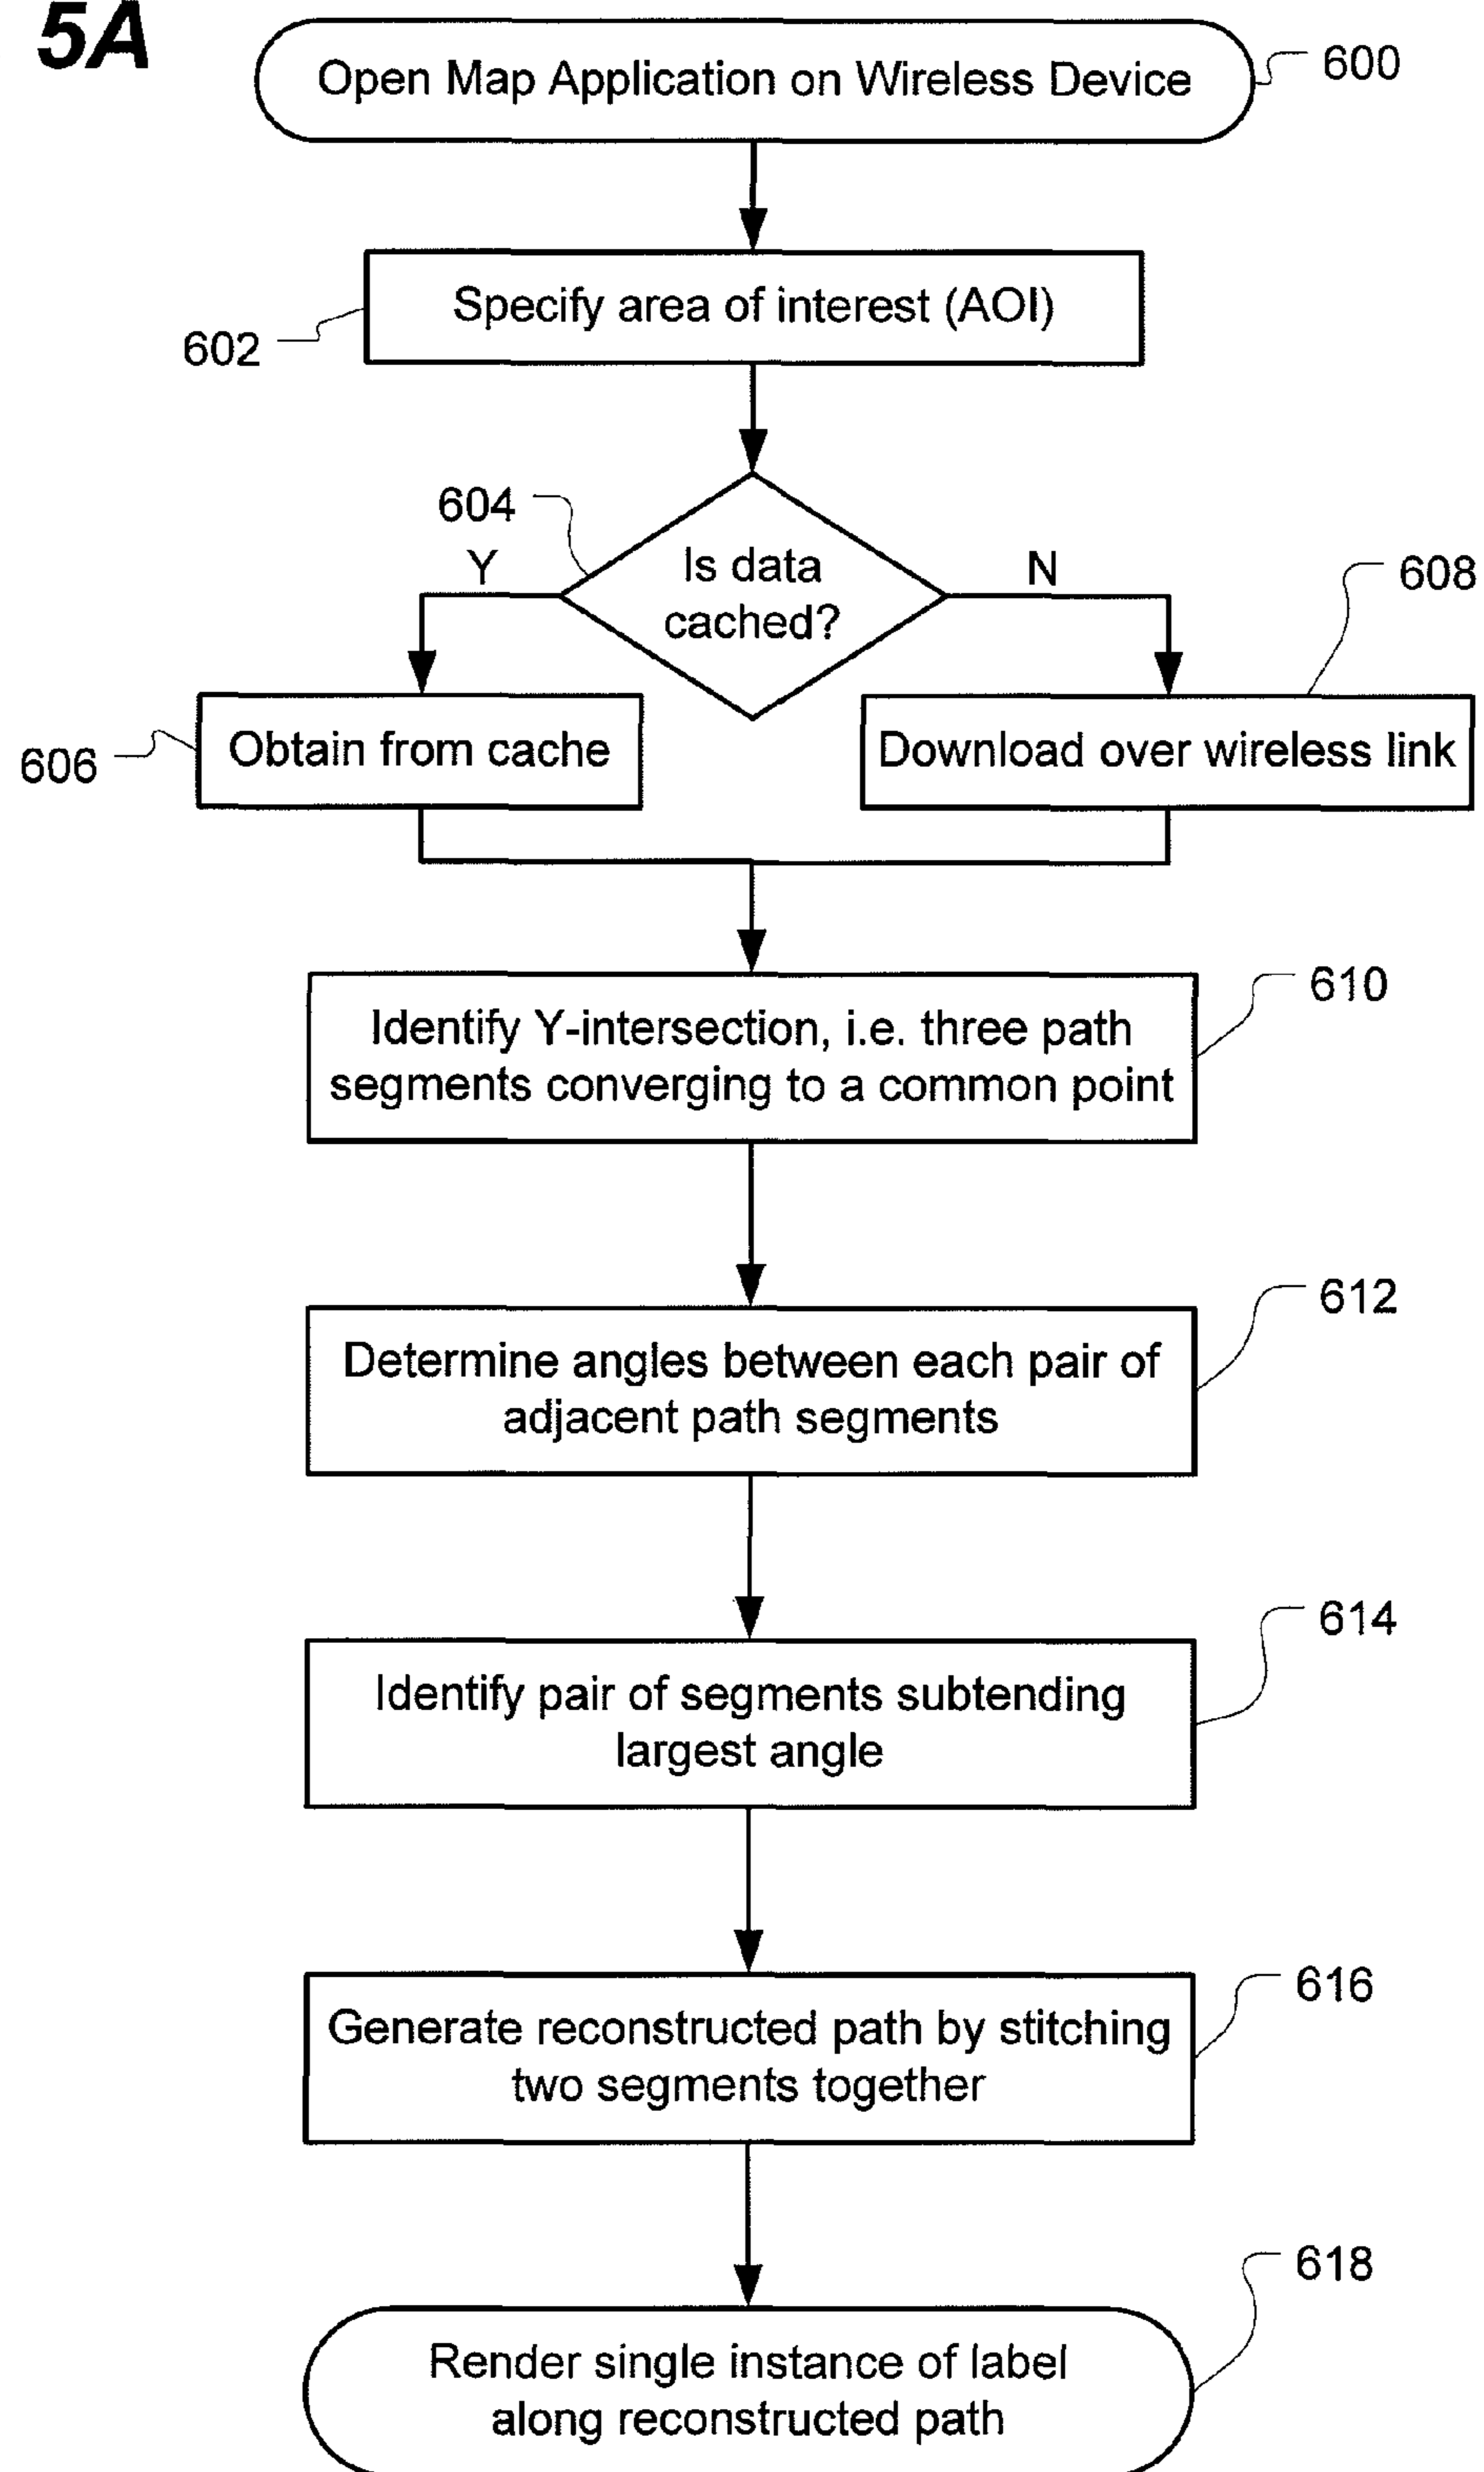 5A
Open Map Application on Wireless Device
600
Specify area of interest (AOI)
602
604
Y
Is data
cached?
N
608
606
Obtain from cache
Download over wireless link
610
Identify Y-intersection, i.e. three path
segments converging to a common point
612
Determine angles between each pair of
adjacent path segments
614
Identify pair of segments subtending
largest angle
616
Generate reconstructed path by stitching
two segments together
618
Render single instance of label
along reconstructed path